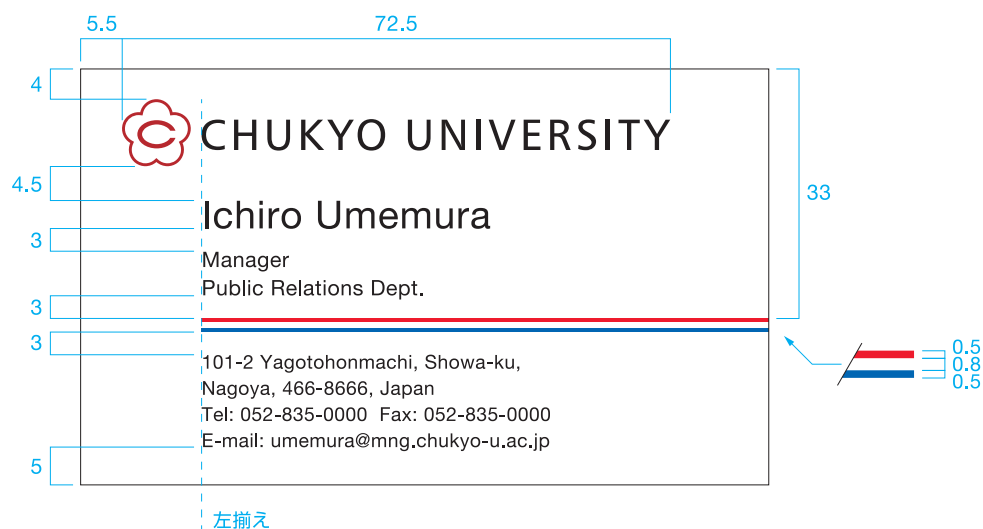 5.5 72.5
4
C CHUKYO UNIVERSITY
4.5
33
Ichiro Umemura
3
Manager
Public Relations Dept.
3
3
0.5
0.8
0.5
101-2 Yagotohonmachi, Showa-ku,
Nagoya, 466-8666, Japan
Tel: 052-835-0000 Fax: 052-835-0000
E-mail: umemura@mng.chukyo-u.ac.jp
5
左揃え